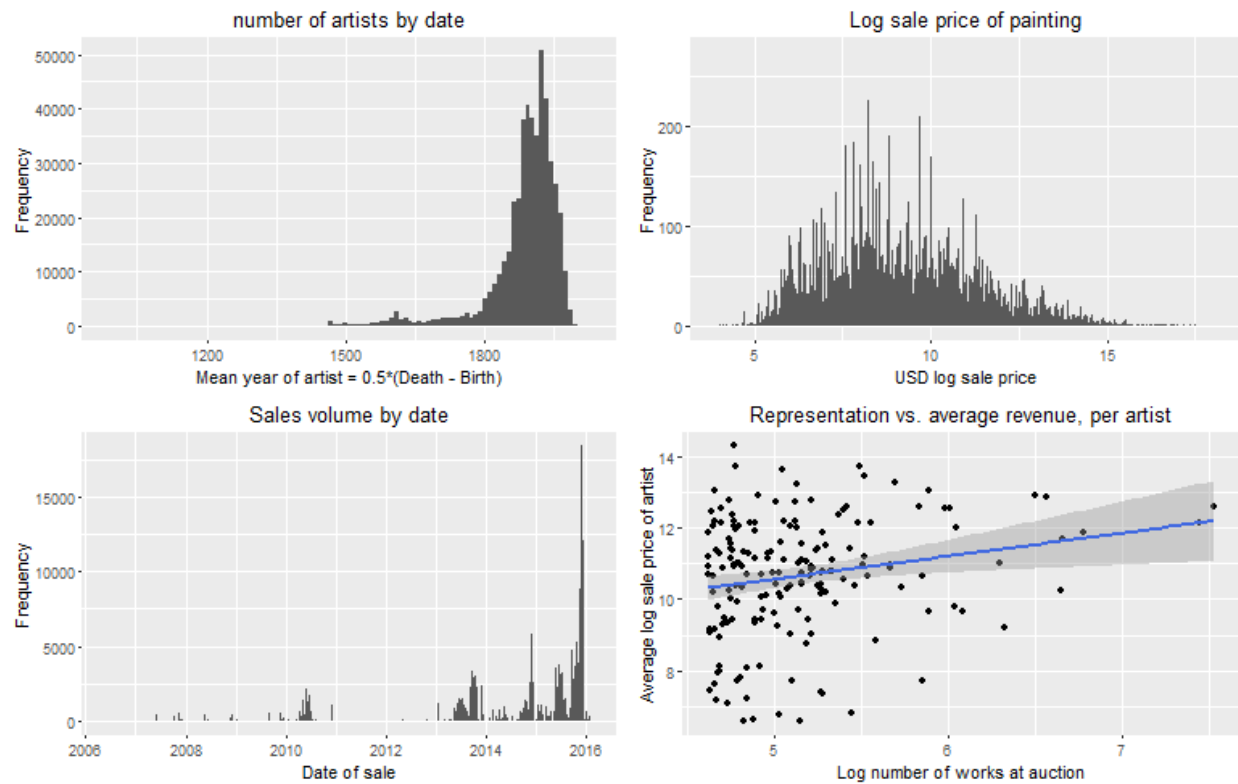 number of artists by date
Frequency
50000
40000
30000
20000
10000
0
1200
1500
1800
Mean year of artist = 0.5*(Death - Birth)
Log sale price of painting
Frequency
200
100
0
5
10
15
USD log sale price
Sales volume by date
Frequency
15000
10000
5000
0
2006
2008
2010
2012
2014
2016
Date of sale
Representation vs. average revenue, per artist
Average log sale price of artist
14
12
10
8
5
6
7
Log number of works at auction